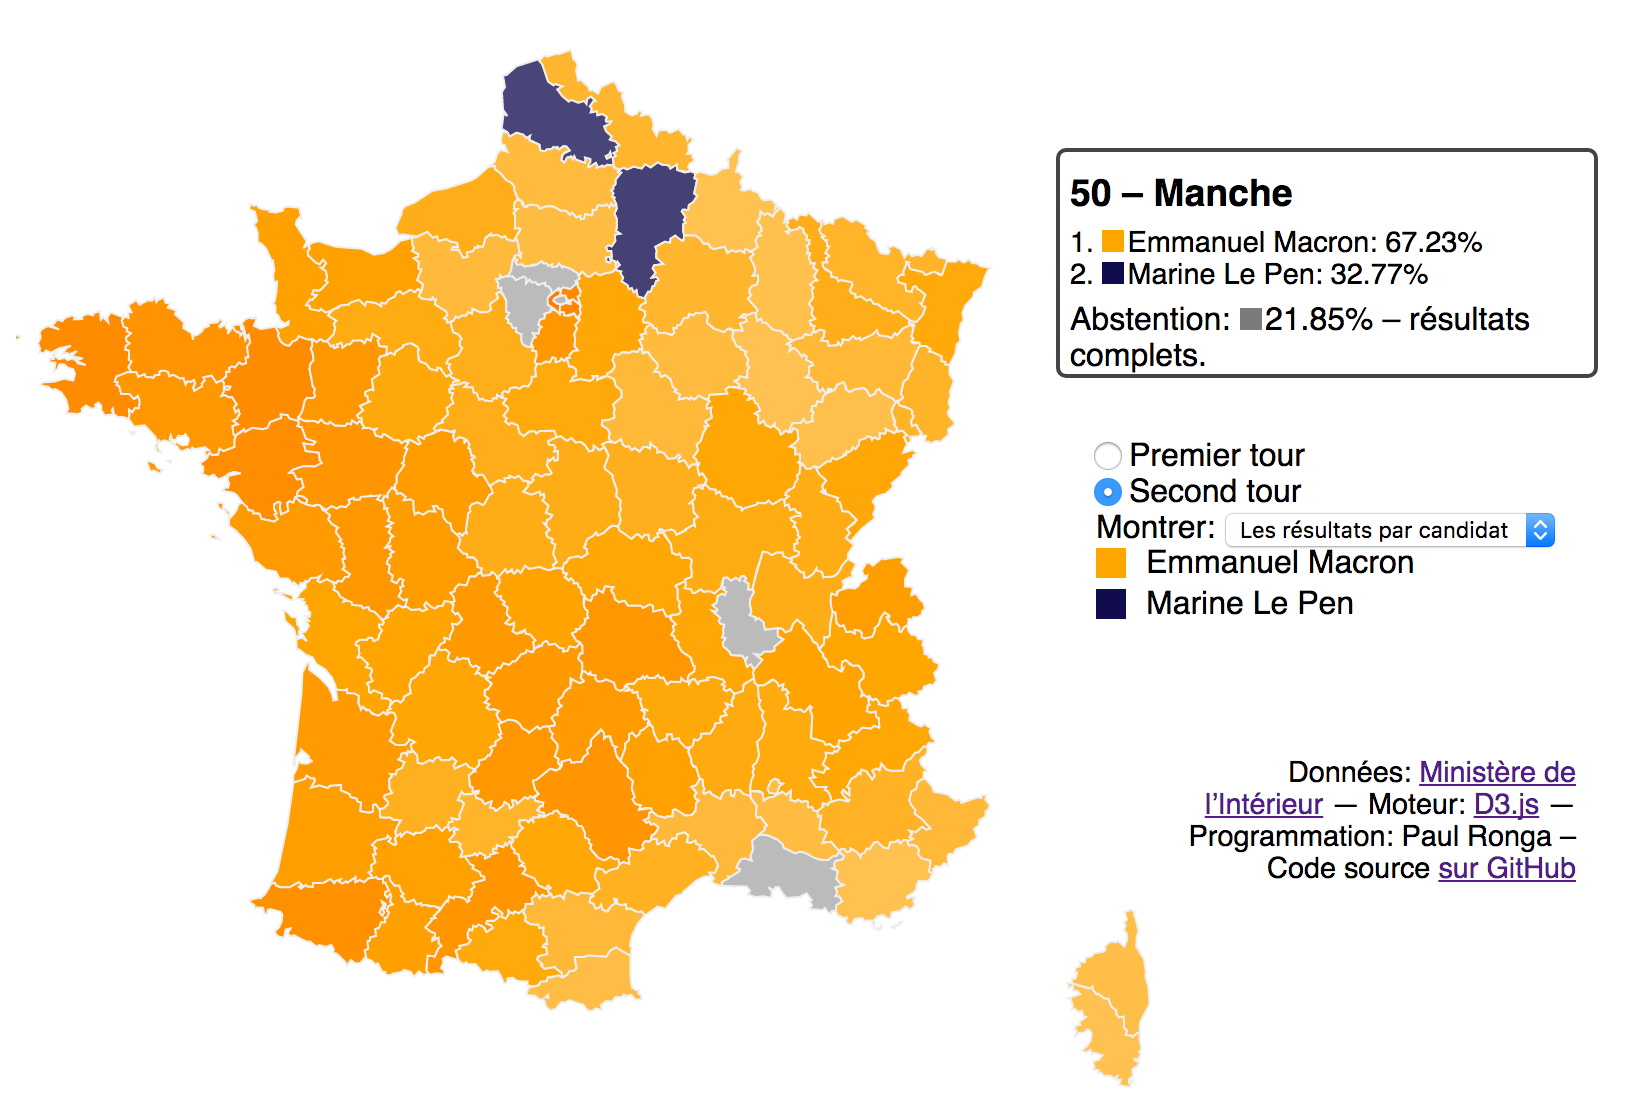 50 – Manche
1. Emmanuel Macron: 67.23%
2. Marine Le Pen: 32.77%
Abstention: 21.85% – résultats
complets.
Premier tour
Second tour
Montrer: Les résultats par candidat
Emmanuel Macron
Marine Le Pen
Données: Ministère de
l’Intérieur — Moteur: D3.js —
Programmation: Paul Ronga –
Code source sur GitHub